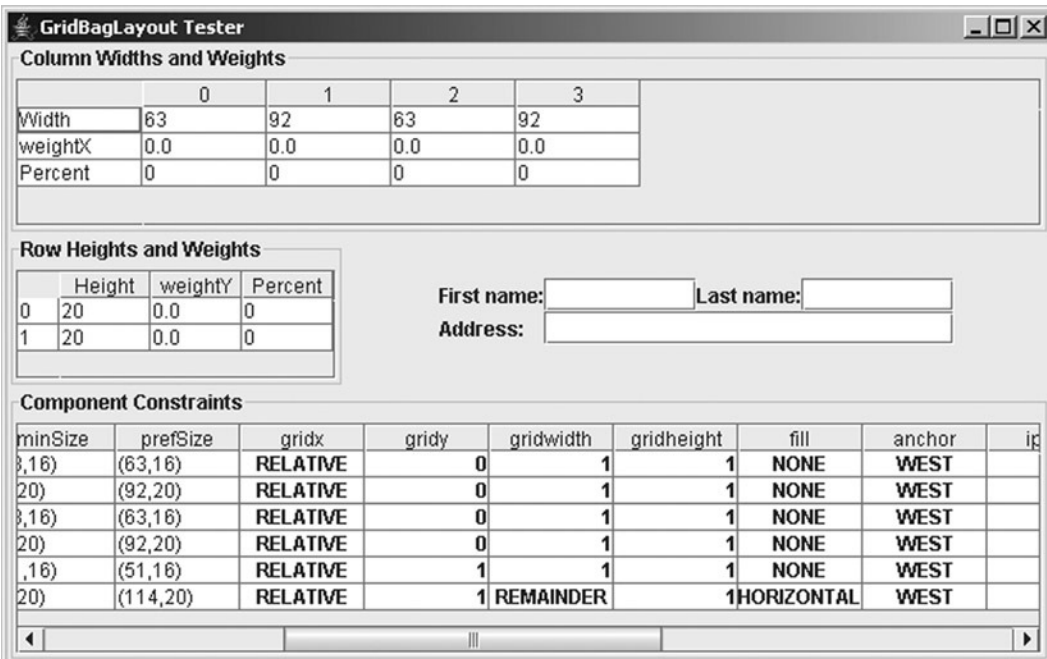 GridBagLayout Tester
Column Widths and Weights
0 1 2 3
Width 63 92 63 92
weightX 0.0 0.0 0.0 0.0
Percent 0 0 0 0
Row Heights and Weights
Height weightY Percent
0 20 0.0 0
1 20 0.0 0
First name: Last name:
Address:
Component Constraints
minSize prefSize gridx gridy gridwidth gridheight fill anchor ip
,16) (63,16) RELATIVE 0 1 1 NONE WEST
20) (92,20) RELATIVE 0 1 1 NONE WEST
,16) (63,16) RELATIVE 0 1 1 NONE WEST
20) (92,20) RELATIVE 0 1 1 NONE WEST
,16) (51,16) RELATIVE 1 1 1 NONE WEST
20) (114,20) RELATIVE 1 REMAINDER 1 HORIZONTAL WEST